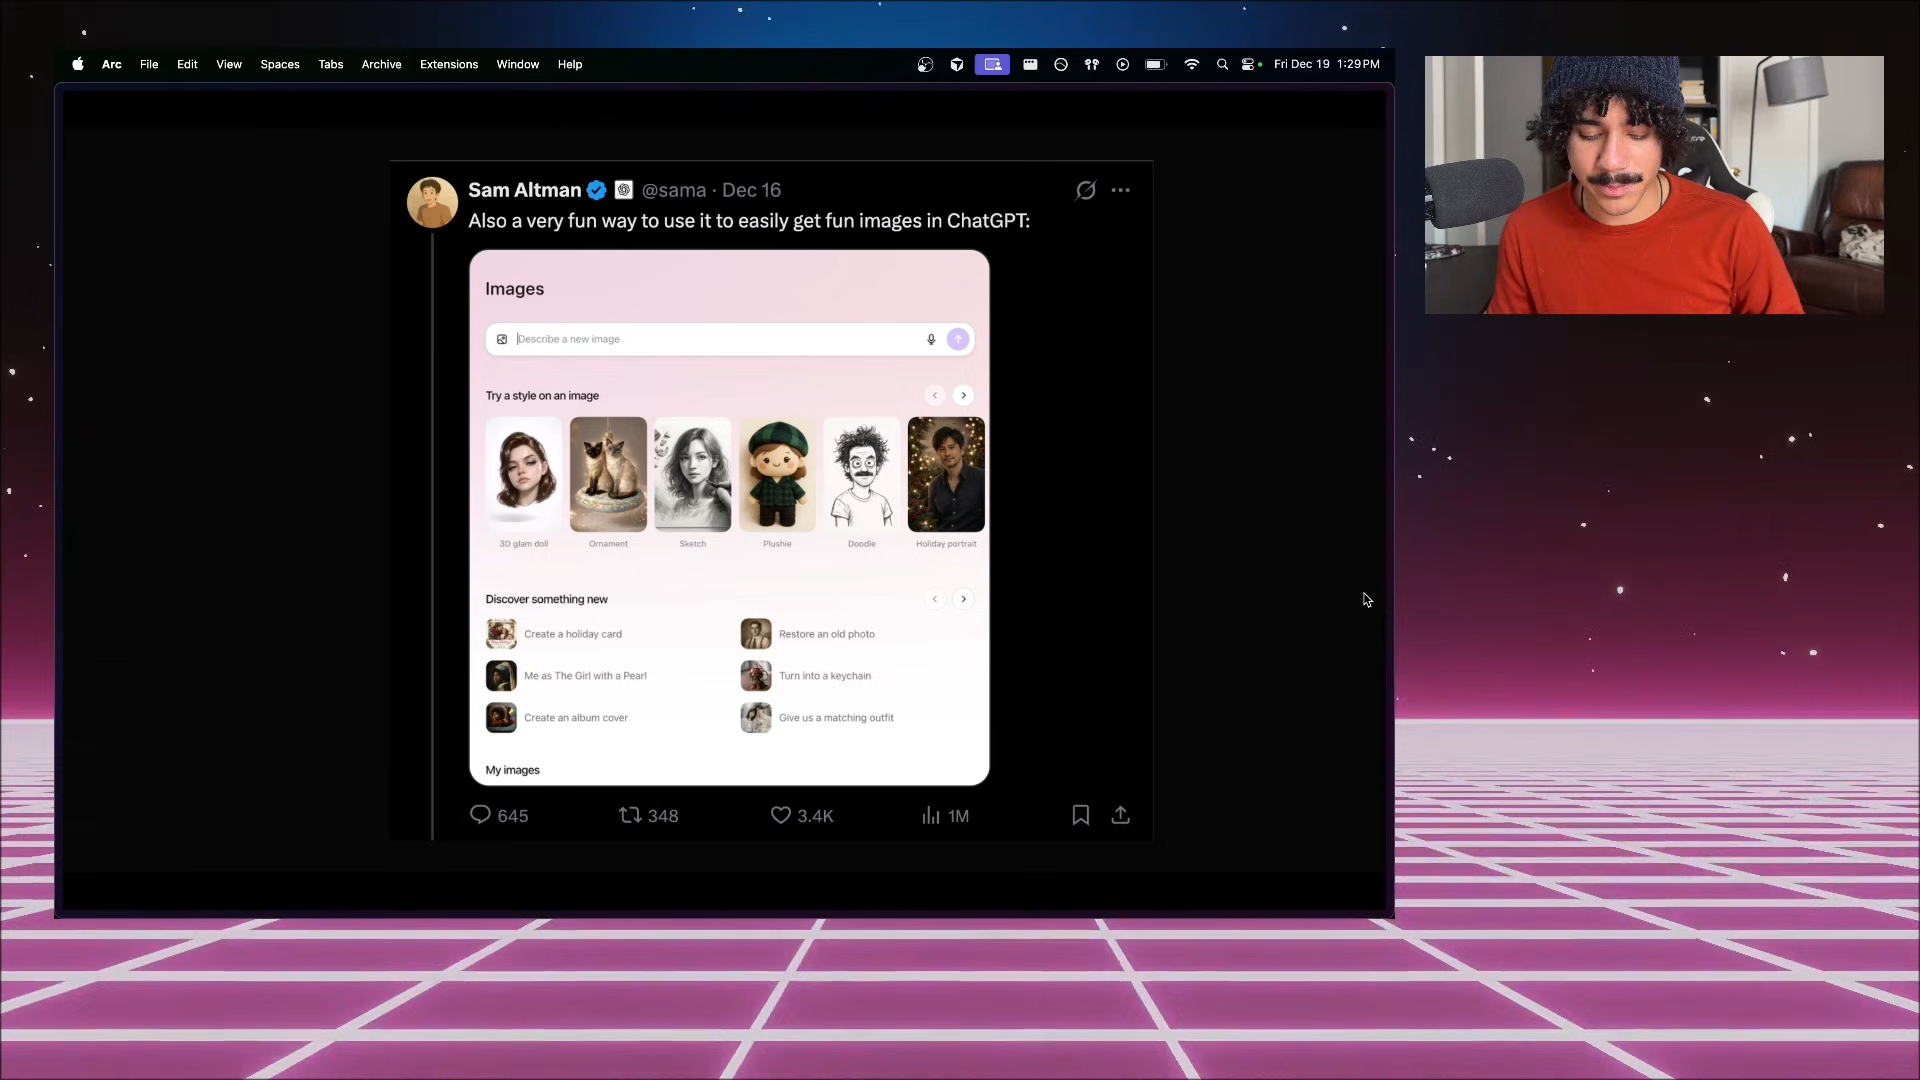 Arc File Edit View Spaces Tabs Archive Extensions Window Help Fri Dec 19 1:29 PM
Sam Altman @sama · Dec 16
Also a very fun way to use it to easily get fun images in ChatGPT:
Images
Describe a new image
Try a style on an image
3D glam doll Ornament Sketch Plushie Doodle Holiday portrait
Discover something new
Create a holiday card Restore an old photo
Me as The Girl with a Pearl Turn into a keychain
Create an album cover Give us a matching outfit
My images
645 348 3.4K 1M